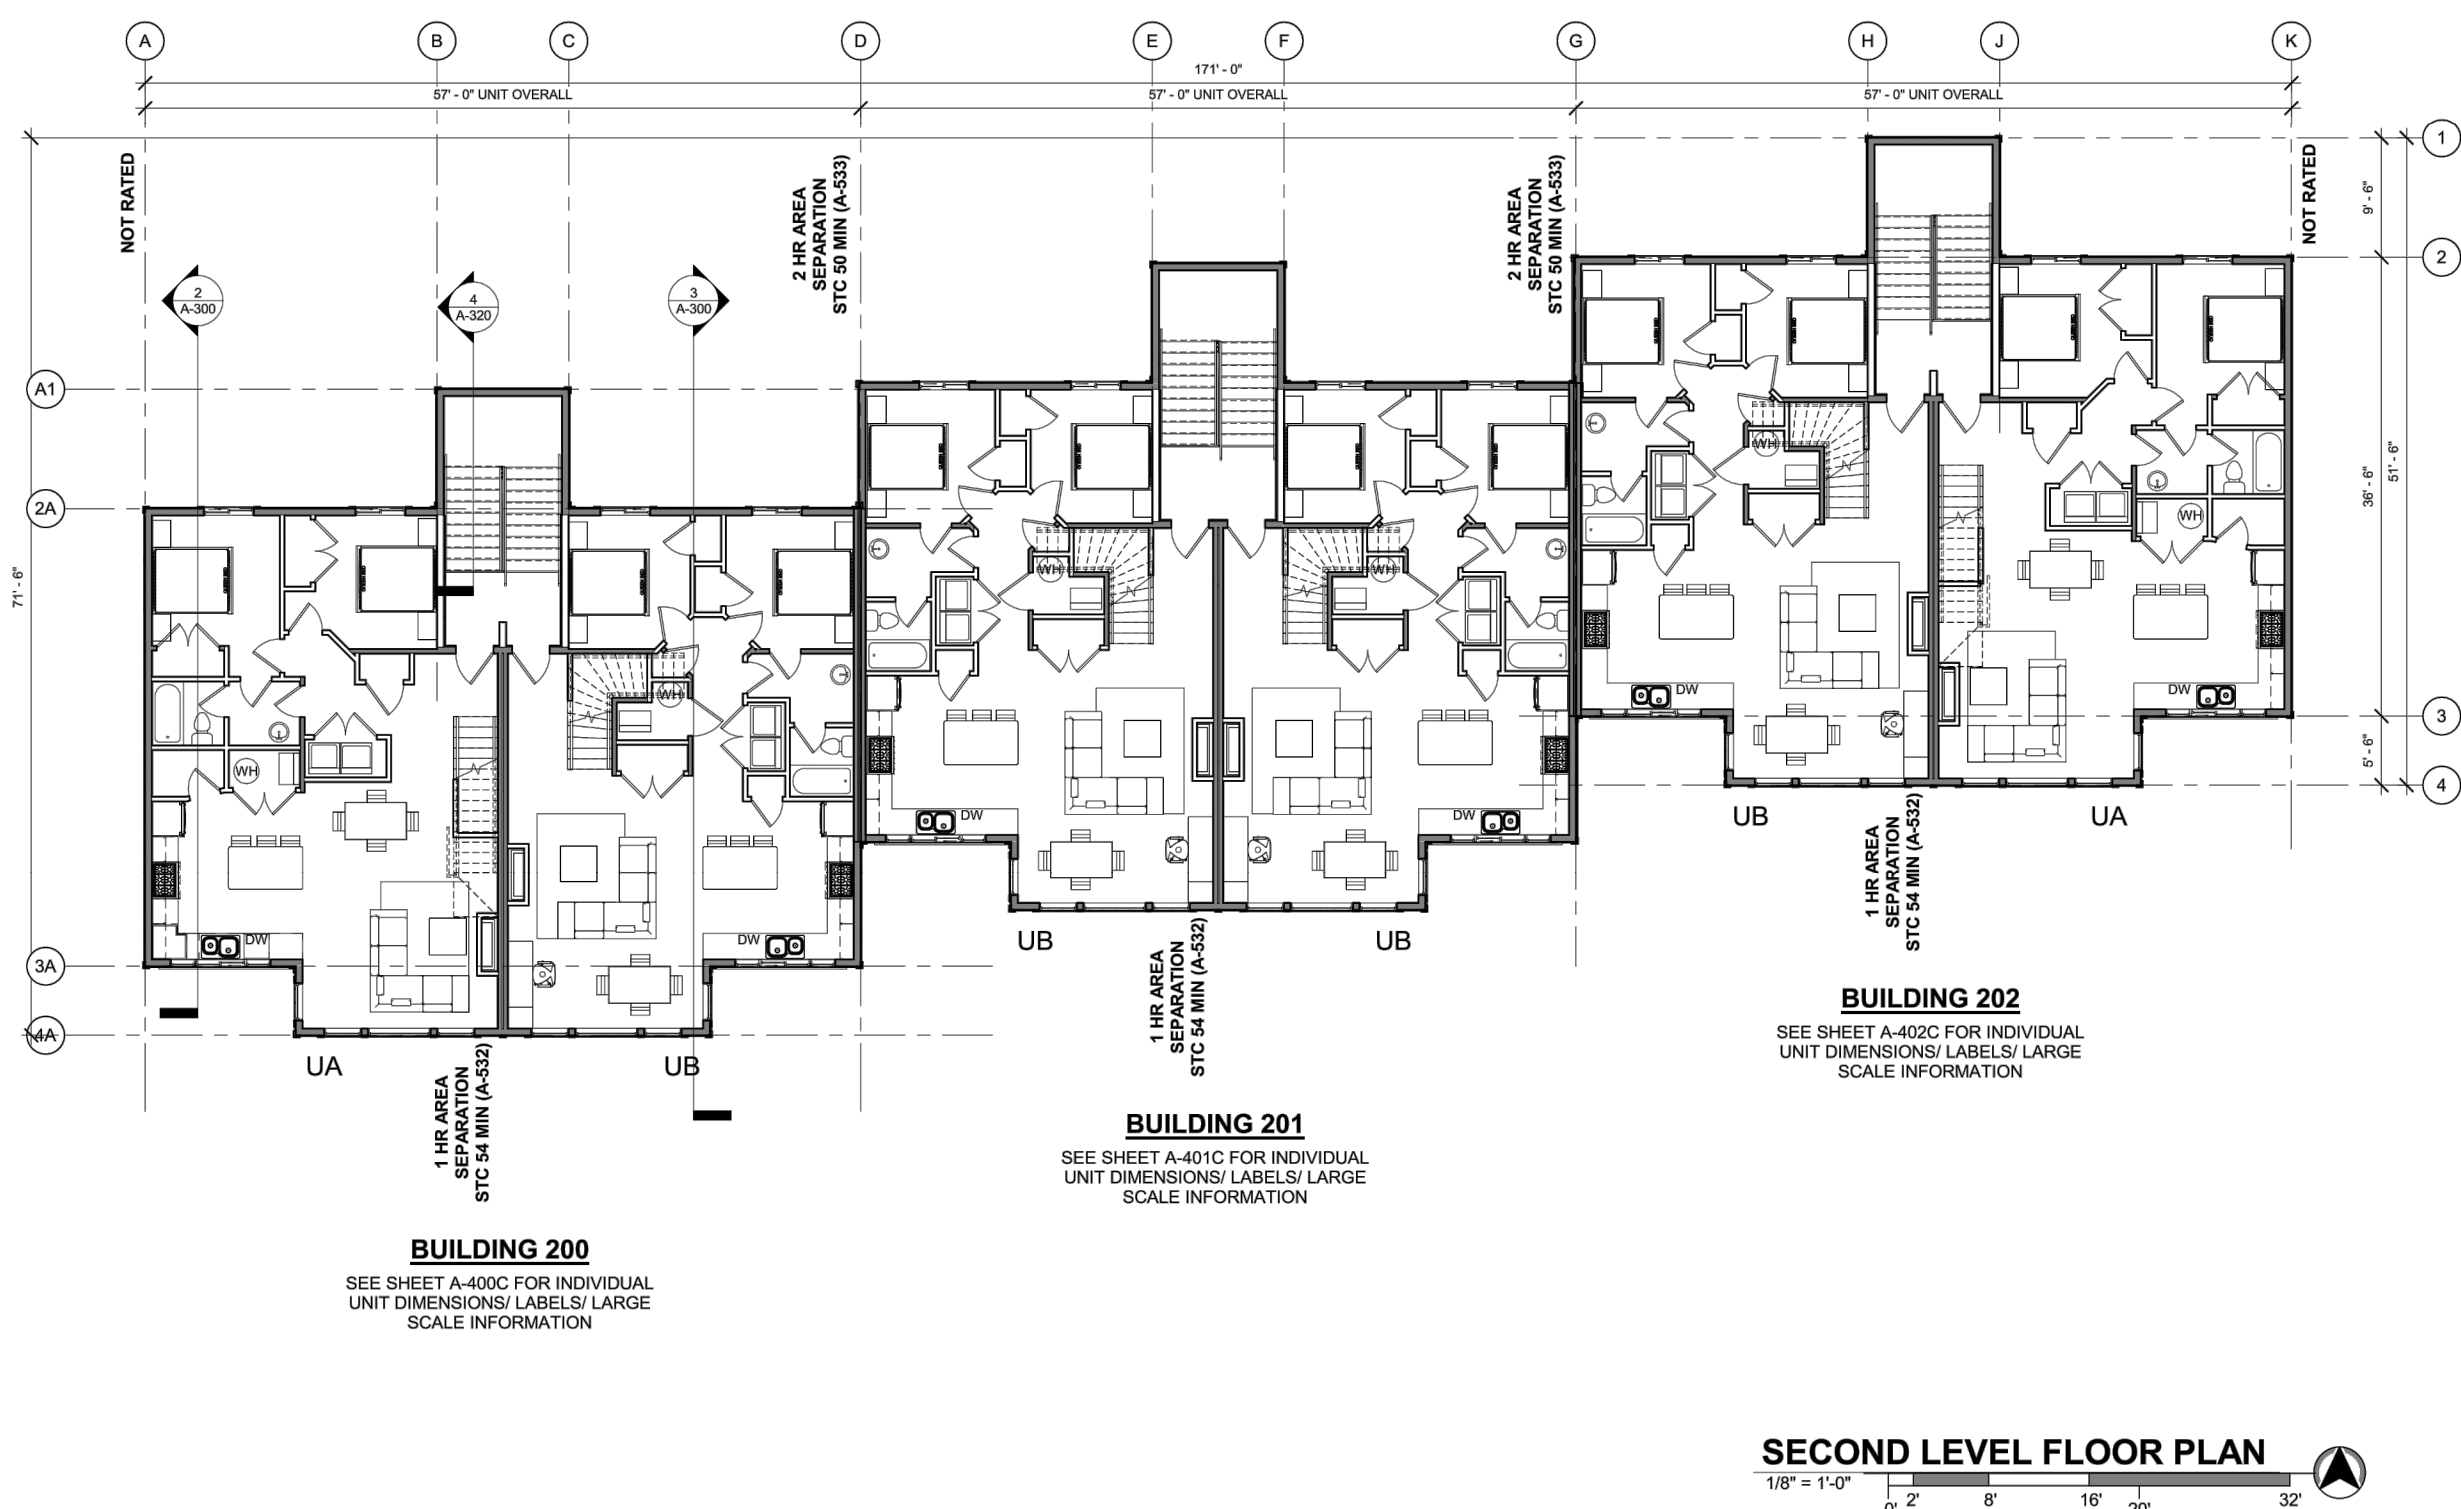 A B C D E F G H J K
171' - 0"
57' - 0" UNIT OVERALL
57' - 0" UNIT OVERALL
57' - 0" UNIT OVERALL
1
2
3
4
9' - 6"
36' - 6"
5' - 6"
51' - 6"
71' - 6"
A1
2A
3A
4A
NOT RATED
2 HR AREA
SEPARATION
STC 50 MIN (A-533)
2 HR AREA
SEPARATION
STC 50 MIN (A-533)
NOT RATED
2
A-300
4
A-320
3
A-300
WH
WH
WH
WH
WH
WH
DW
DW
DW
DW
DW
DW
UA
UB
UB
UB
UB
UA
1 HR AREA
SEPARATION
STC 54 MIN (A-532)
1 HR AREA
SEPARATION
STC 54 MIN (A-532)
1 HR AREA
SEPARATION
STC 54 MIN (A-532)
BUILDING 202
SEE SHEET A-402C FOR INDIVIDUAL
UNIT DIMENSIONS/ LABELS/ LARGE
SCALE INFORMATION
BUILDING 201
SEE SHEET A-401C FOR INDIVIDUAL
UNIT DIMENSIONS/ LABELS/ LARGE
SCALE INFORMATION
BUILDING 200
SEE SHEET A-400C FOR INDIVIDUAL
UNIT DIMENSIONS/ LABELS/ LARGE
SCALE INFORMATION
SECOND LEVEL FLOOR PLAN
1/8" = 1'-0"
0' 2' 8' 16' 20' 32'